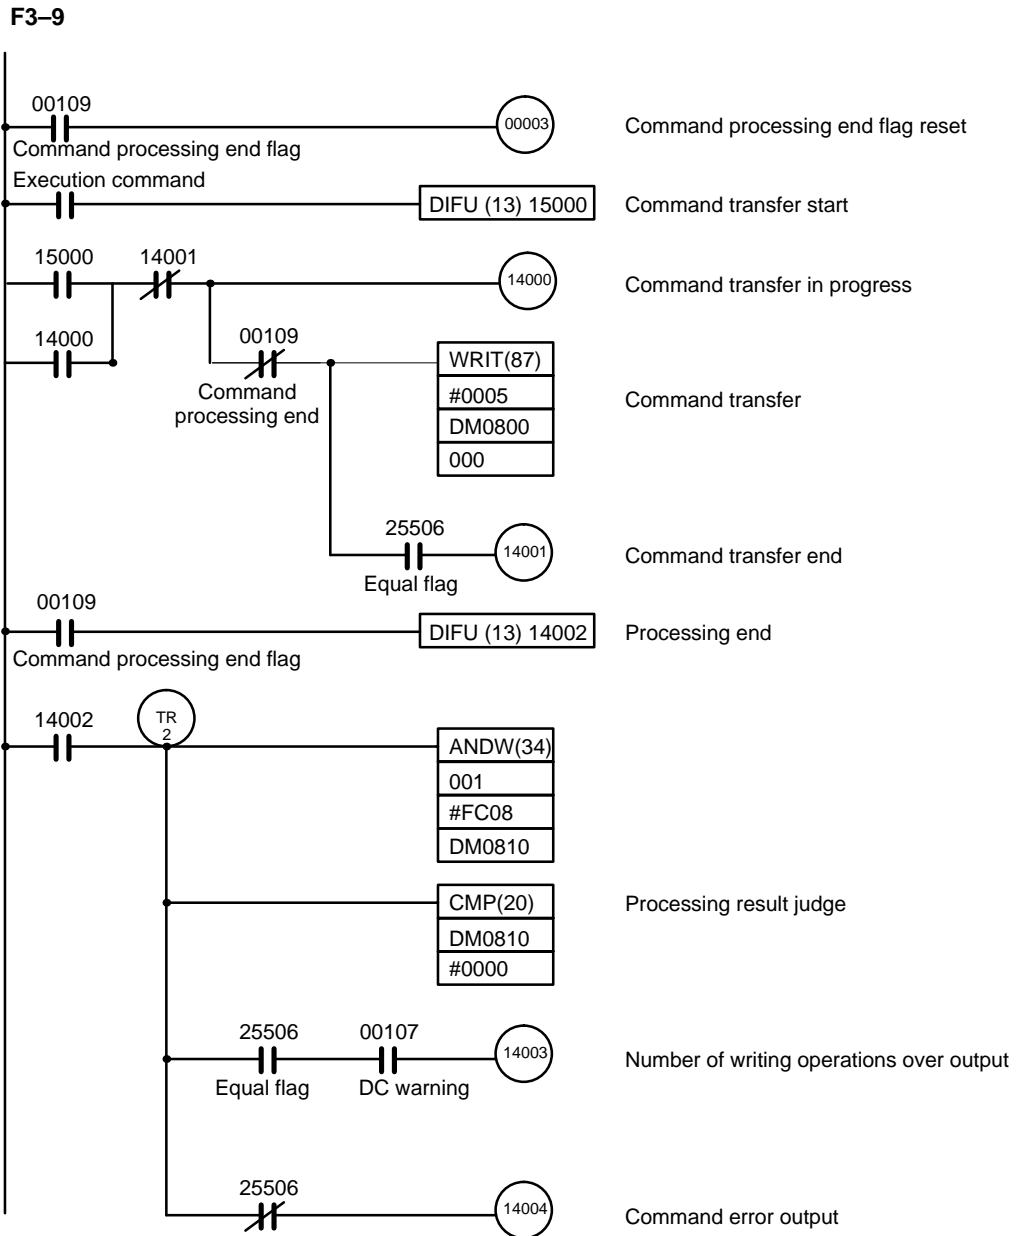 F3–9
00109
00003
Command processing end flag reset
Command processing end flag
Execution command
DIFU (13) 15000
Command transfer start
15000
14001
14000
Command transfer in progress
14000
00109
WRIT(87)
Command
processing end
#0005
Command transfer
DM0800
000
25506
14001
Command transfer end
Equal flag
00109
DIFU (13) 14002
Processing end
Command processing end flag
14002
TR
2
ANDW(34)
001
#FC08
DM0810
CMP(20)
Processing result judge
DM0810
#0000
25506
00107
14003
Number of writing operations over output
Equal flag
DC warning
25506
14004
Command error output